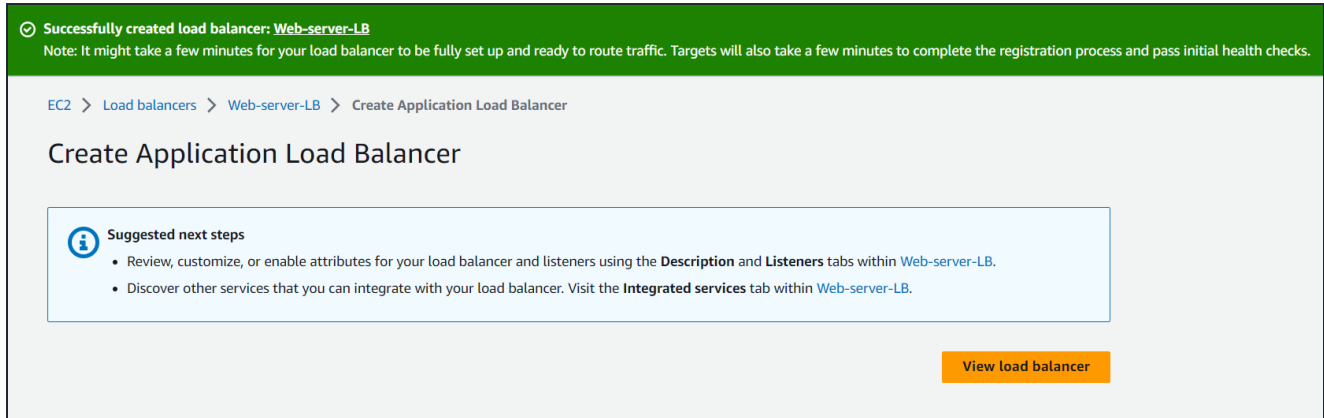 Successfully created load balancer: Web-server-LB
Note: It might take a few minutes for your load balancer to be fully set up and ready to route traffic. Targets will also take a few minutes to complete the registration process and pass initial health checks.
EC2 > Load balancers > Web-server-LB > Create Application Load Balancer
Create Application Load Balancer
Suggested next steps
• Review, customize, or enable attributes for your load balancer and listeners using the Description and Listeners tabs within Web-server-LB.
• Discover other services that you can integrate with your load balancer. Visit the Integrated services tab within Web-server-LB.
View load balancer